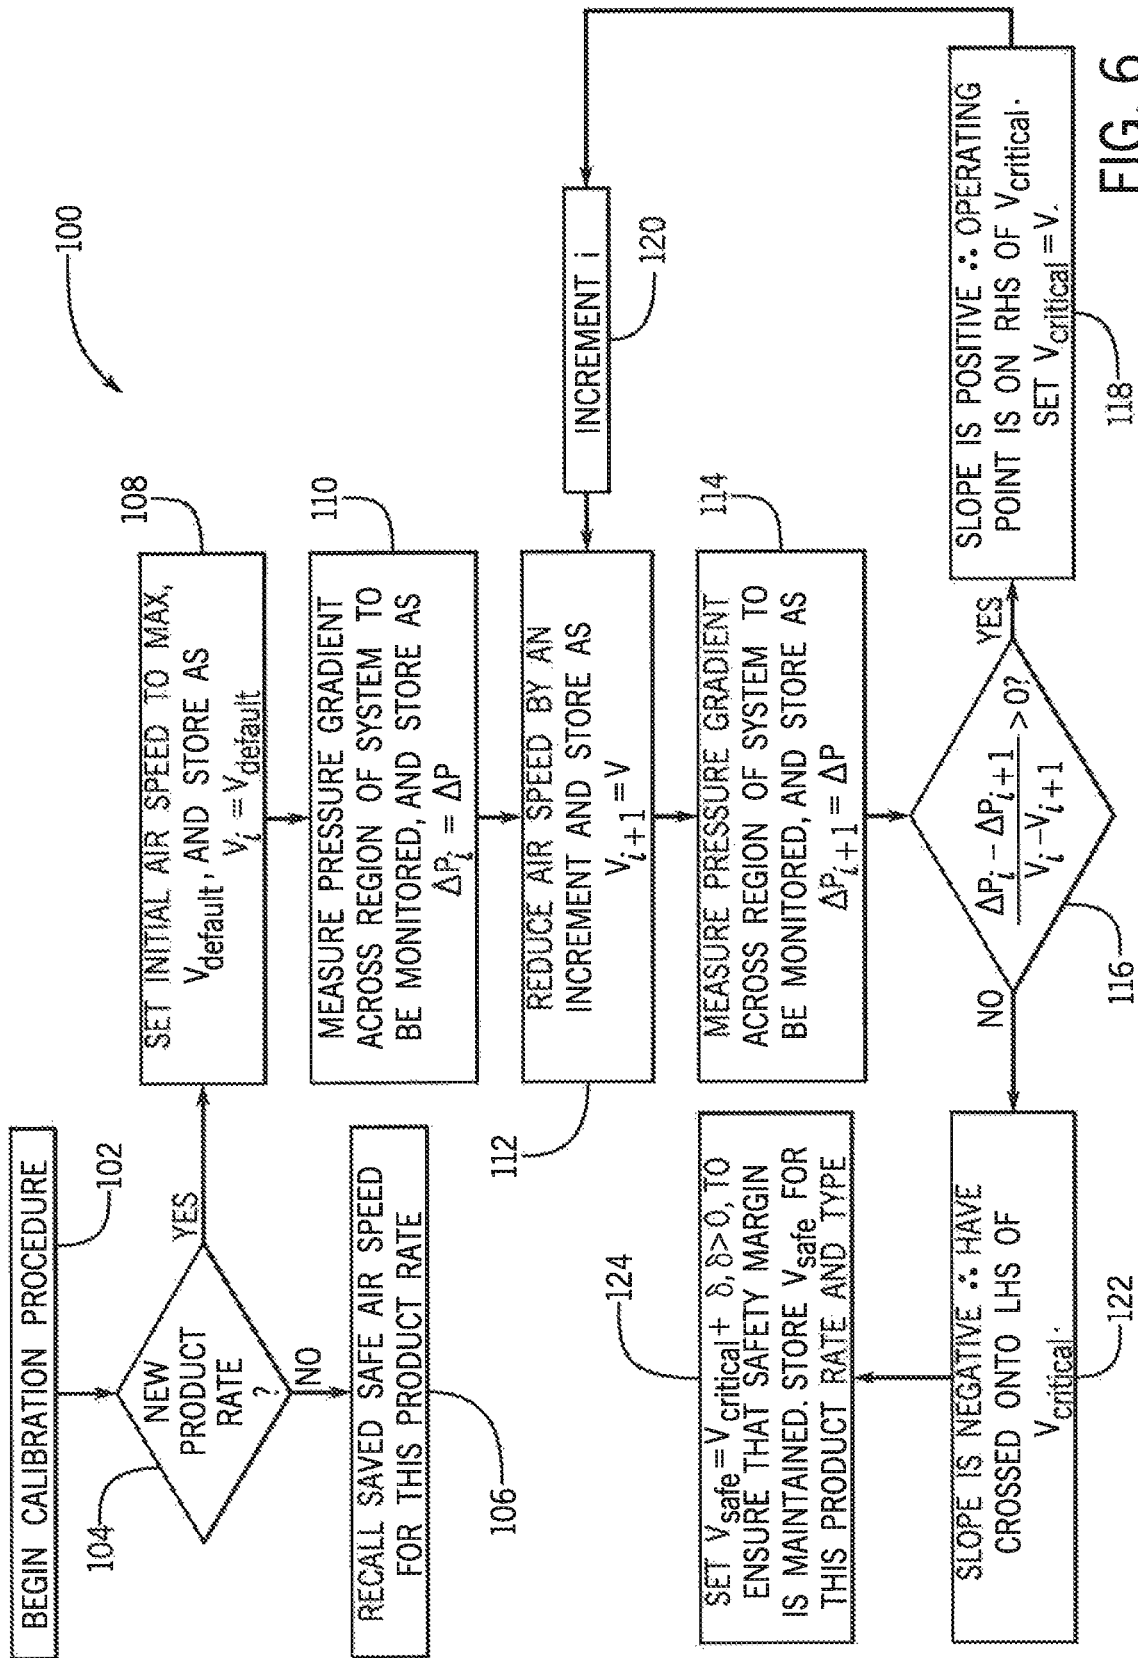 100
BEGIN CALIBRATION PROCEDURE
102
NEW
PRODUCT
RATE
?
104
YES
NO
RECALL SAVED SAFE AIR SPEED
FOR THIS PRODUCT RATE
106
SET INITIAL AIR SPEED TO MAX,
V_default, AND STORE AS
V_i = V_default
108
MEASURE PRESSURE GRADIENT
ACROSS REGION OF SYSTEM TO
BE MONITORED, AND STORE AS
ΔP_i = ΔP
110
REDUCE AIR SPEED BY AN
INCREMENT AND STORE AS
V_{i+1} = V
112
MEASURE PRESSURE GRADIENT
ACROSS REGION OF SYSTEM TO
BE MONITORED, AND STORE AS
ΔP_{i+1} = ΔP
114
ΔP_i - ΔP_{i+1}
V_i - V_{i+1}
> 0?
116
YES
NO
SLOPE IS POSITIVE ∴ OPERATING
POINT IS ON RHS OF V_critical.
SET V_critical = V.
118
INCREMENT i
120
SLOPE IS NEGATIVE ∴ HAVE
CROSSED ONTO LHS OF
V_critical.
122
SET V_safe = V_critical + δ, δ>0, TO
ENSURE THAT SAFETY MARGIN
IS MAINTAINED. STORE V_safe FOR
THIS PRODUCT RATE AND TYPE
124
FIG. 6